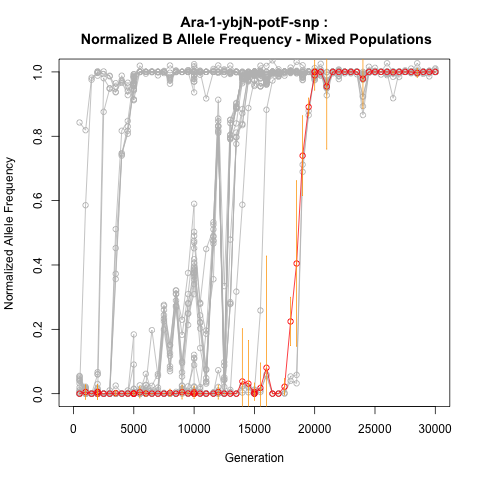 Ara-1-ybjN-potF-snp :
Normalized B Allele Frequency - Mixed Populations
1.0
0.8
0.6
0.4
0.2
0.0
Normalized Allele Frequency
0 5000 10000 15000 20000 25000 30000
Generation